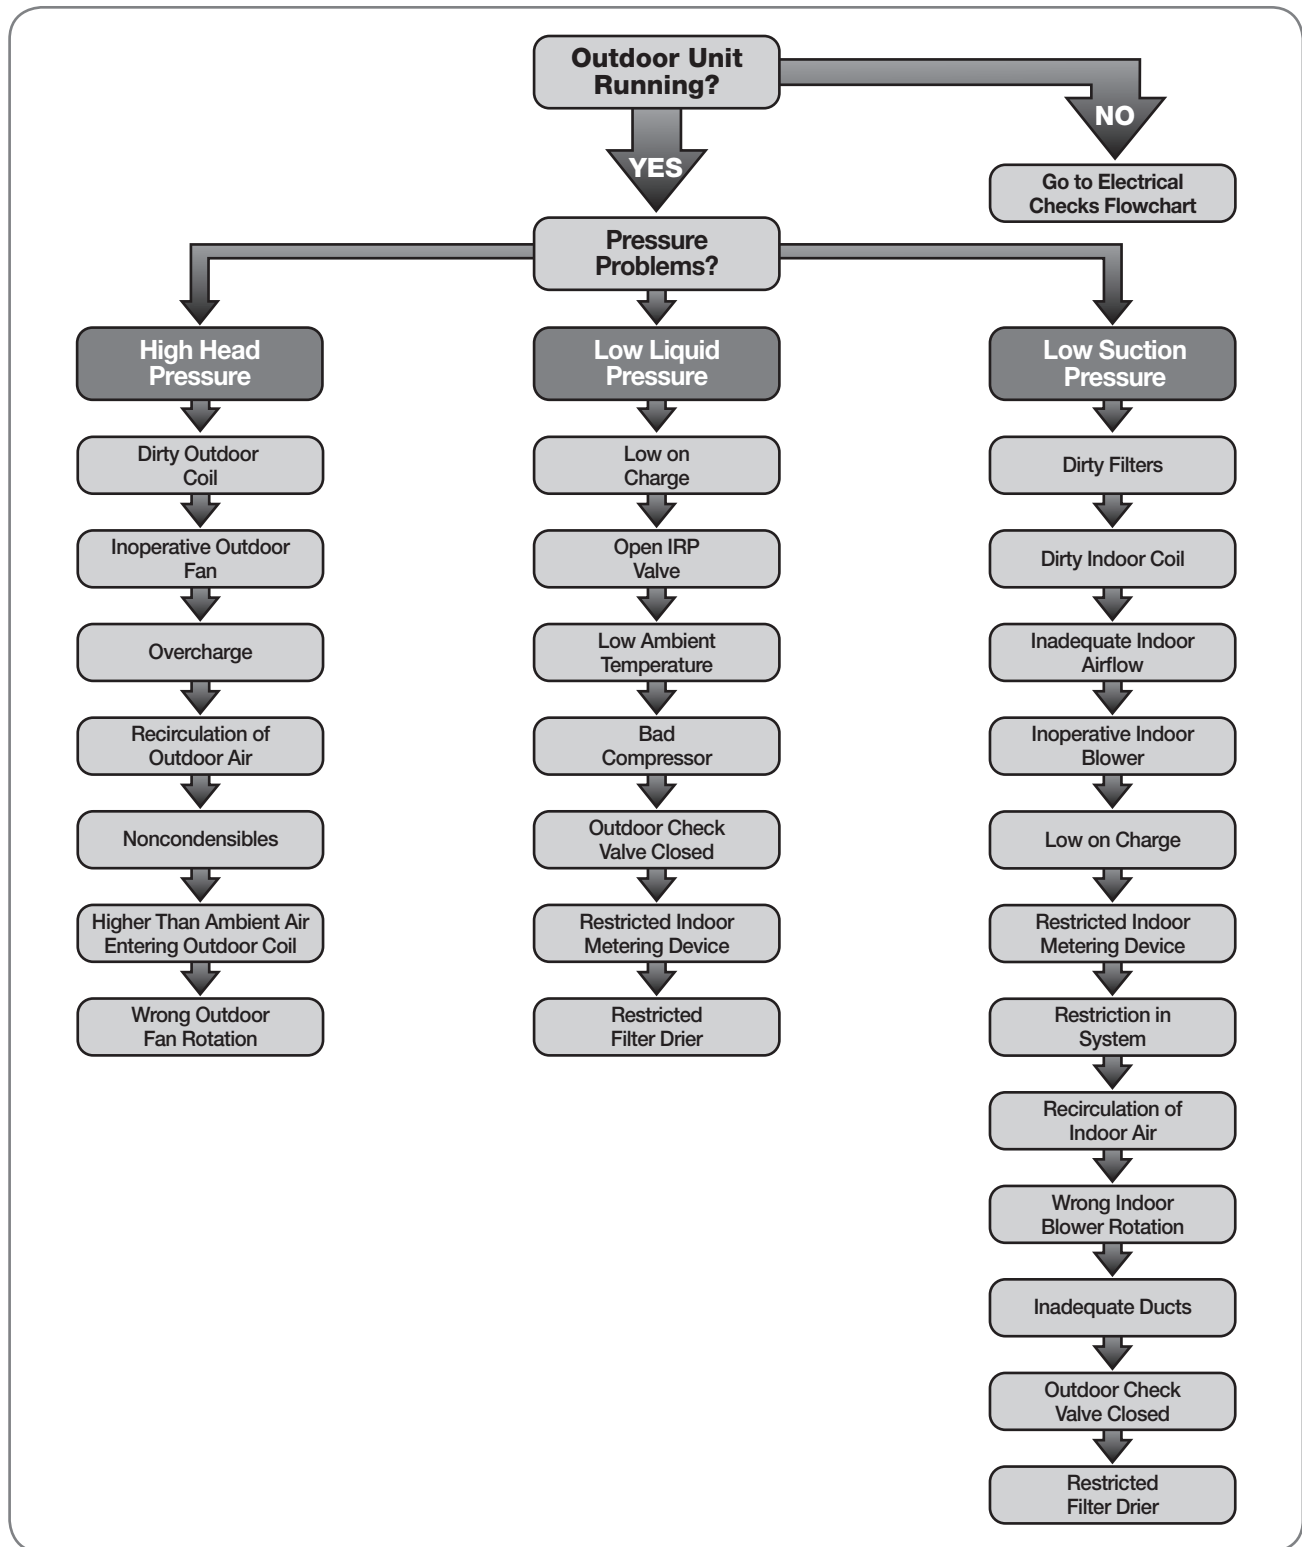 Outdoor Unit
Running?
NO
YES
Go to Electrical
Checks Flowchart
Pressure
Problems?
High Head
Pressure
Dirty Outdoor
Coil
Inoperative Outdoor
Fan
Overcharge
Recirculation of
Outdoor Air
Noncondensibles
Higher Than Ambient Air
Entering Outdoor Coil
Wrong Outdoor
Fan Rotation
Low Liquid
Pressure
Low on
Charge
Open IRP
Valve
Low Ambient
Temperature
Bad
Compressor
Outdoor Check
Valve Closed
Restricted Indoor
Metering Device
Restricted
Filter Drier
Low Suction
Pressure
Dirty Filters
Dirty Indoor Coil
Inadequate Indoor
Airflow
Inoperative Indoor
Blower
Low on Charge
Restricted Indoor
Metering Device
Restriction in
System
Recirculation of
Indoor Air
Wrong Indoor
Blower Rotation
Inadequate Ducts
Outdoor Check
Valve Closed
Restricted
Filter Drier